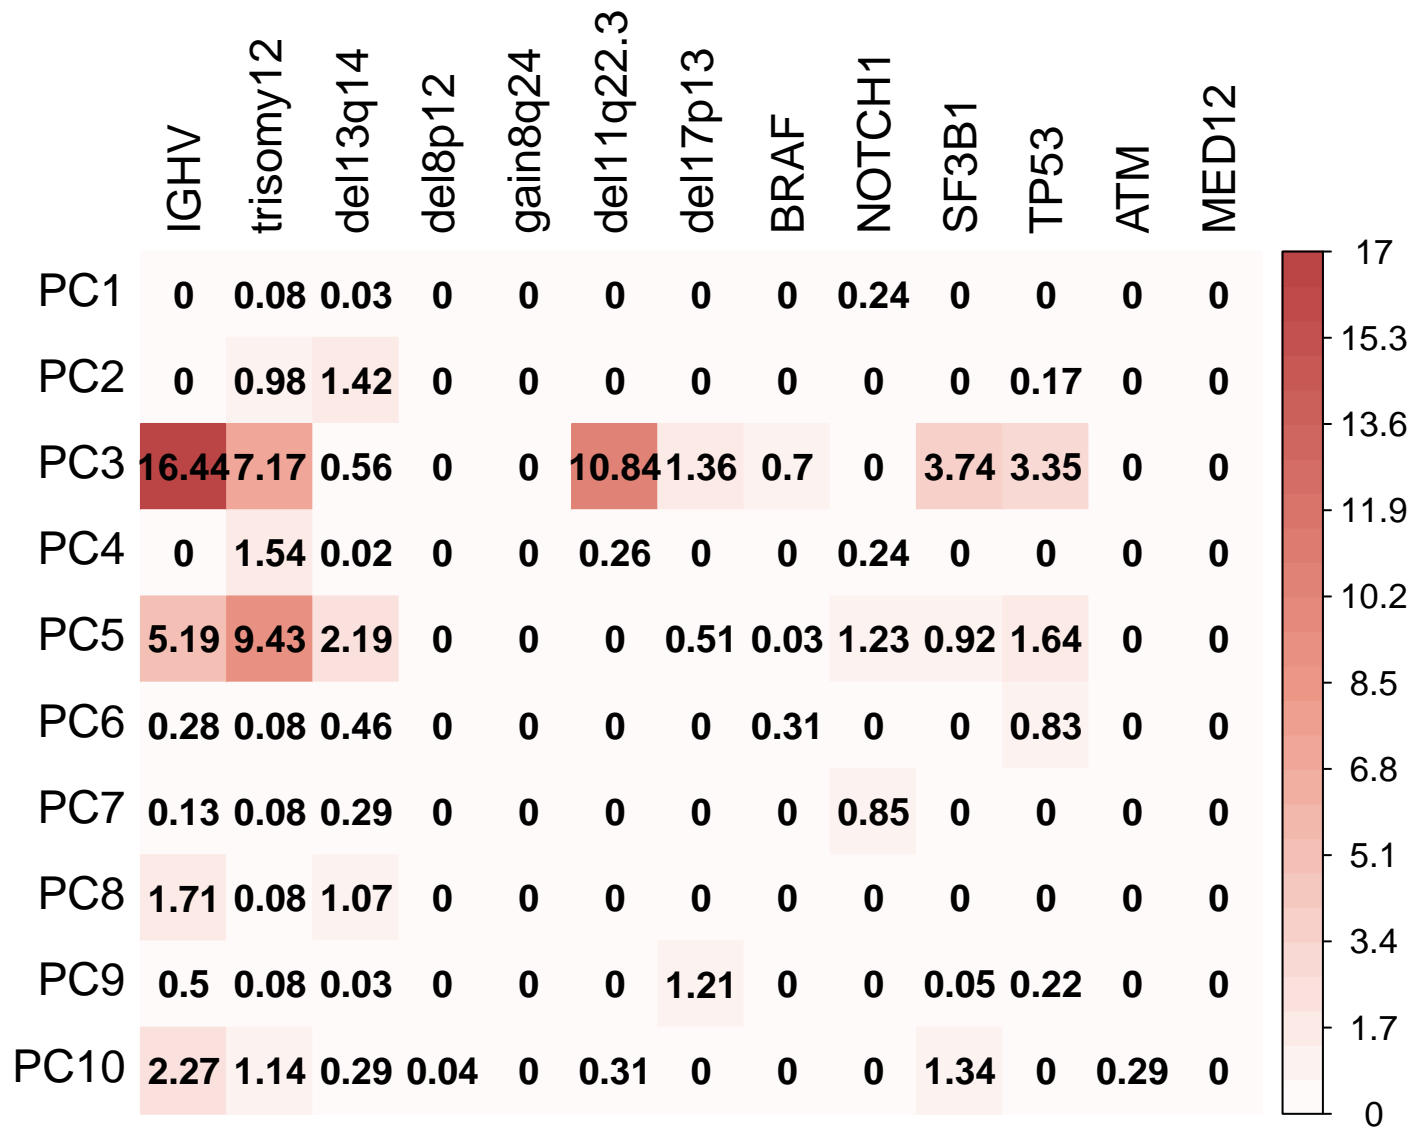 IGHV trisomy12 del13q14 del8p12 gain8q24 del11q22.3 del17p13 BRAF NOTCH1 SF3B1 TP53 ATM MED12
PC1 0 0.08 0.03 0 0 0 0 0 0.24 0 0 0 0
PC2 0 0.98 1.42 0 0 0 0 0 0 0 0.17 0 0
PC3 16.44 7.17 0.56 0 0 10.84 1.36 0.7 0 3.74 3.35 0 0
PC4 0 1.54 0.02 0 0 0.26 0 0 0.24 0 0 0 0
PC5 5.19 9.43 2.19 0 0 0 0.51 0.03 1.23 0.92 1.64 0 0
PC6 0.28 0.08 0.46 0 0 0 0 0.31 0 0 0.83 0 0
PC7 0.13 0.08 0.29 0 0 0 0 0 0.85 0 0 0 0
PC8 1.71 0.08 1.07 0 0 0 0 0 0 0 0 0 0
PC9 0.5 0.08 0.03 0 0 0 1.21 0 0 0.05 0.22 0 0
PC10 2.27 1.14 0.29 0.04 0 0.31 0 0 0 1.34 0 0.29 0
17
15.3
13.6
11.9
10.2
8.5
6.8
5.1
3.4
1.7
0